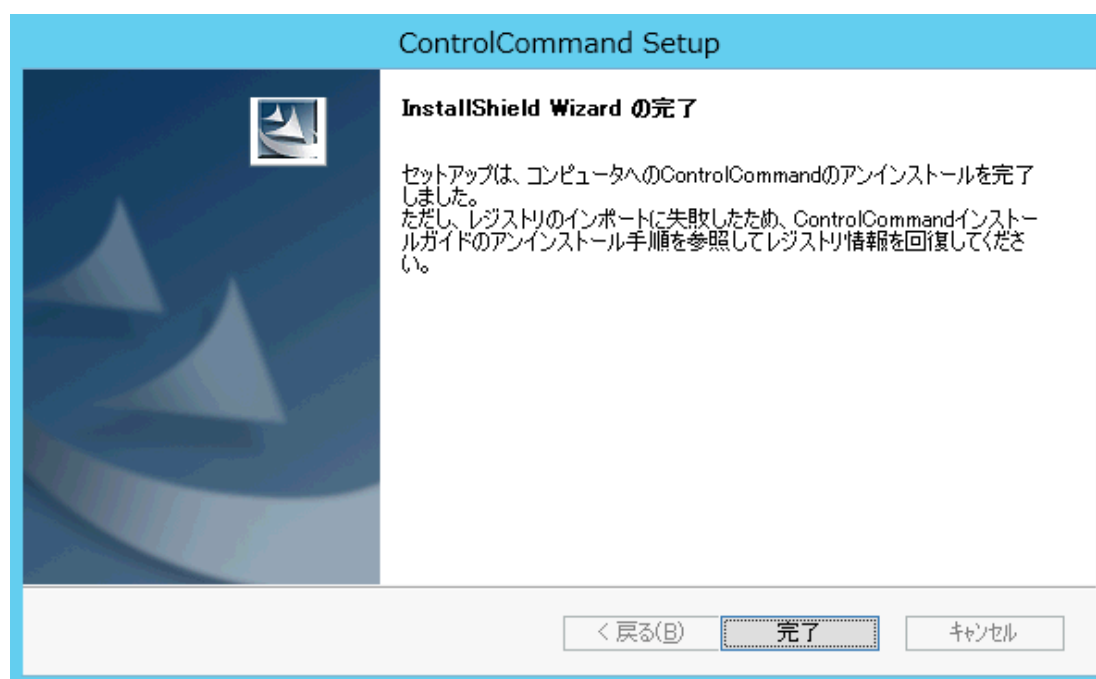 ControlCommand Setup
InstallShield Wizard の完了
セットアップは、コンピュータへのControlCommandのアンインストールを完了
しました。
ただし、レジストリのインポートに失敗したため、ControlCommandインストー
ルガイドのアンインストール手順を参照してレジストリ情報を回復してくださ
い。
< 戻る(B)
完了
キャンセル